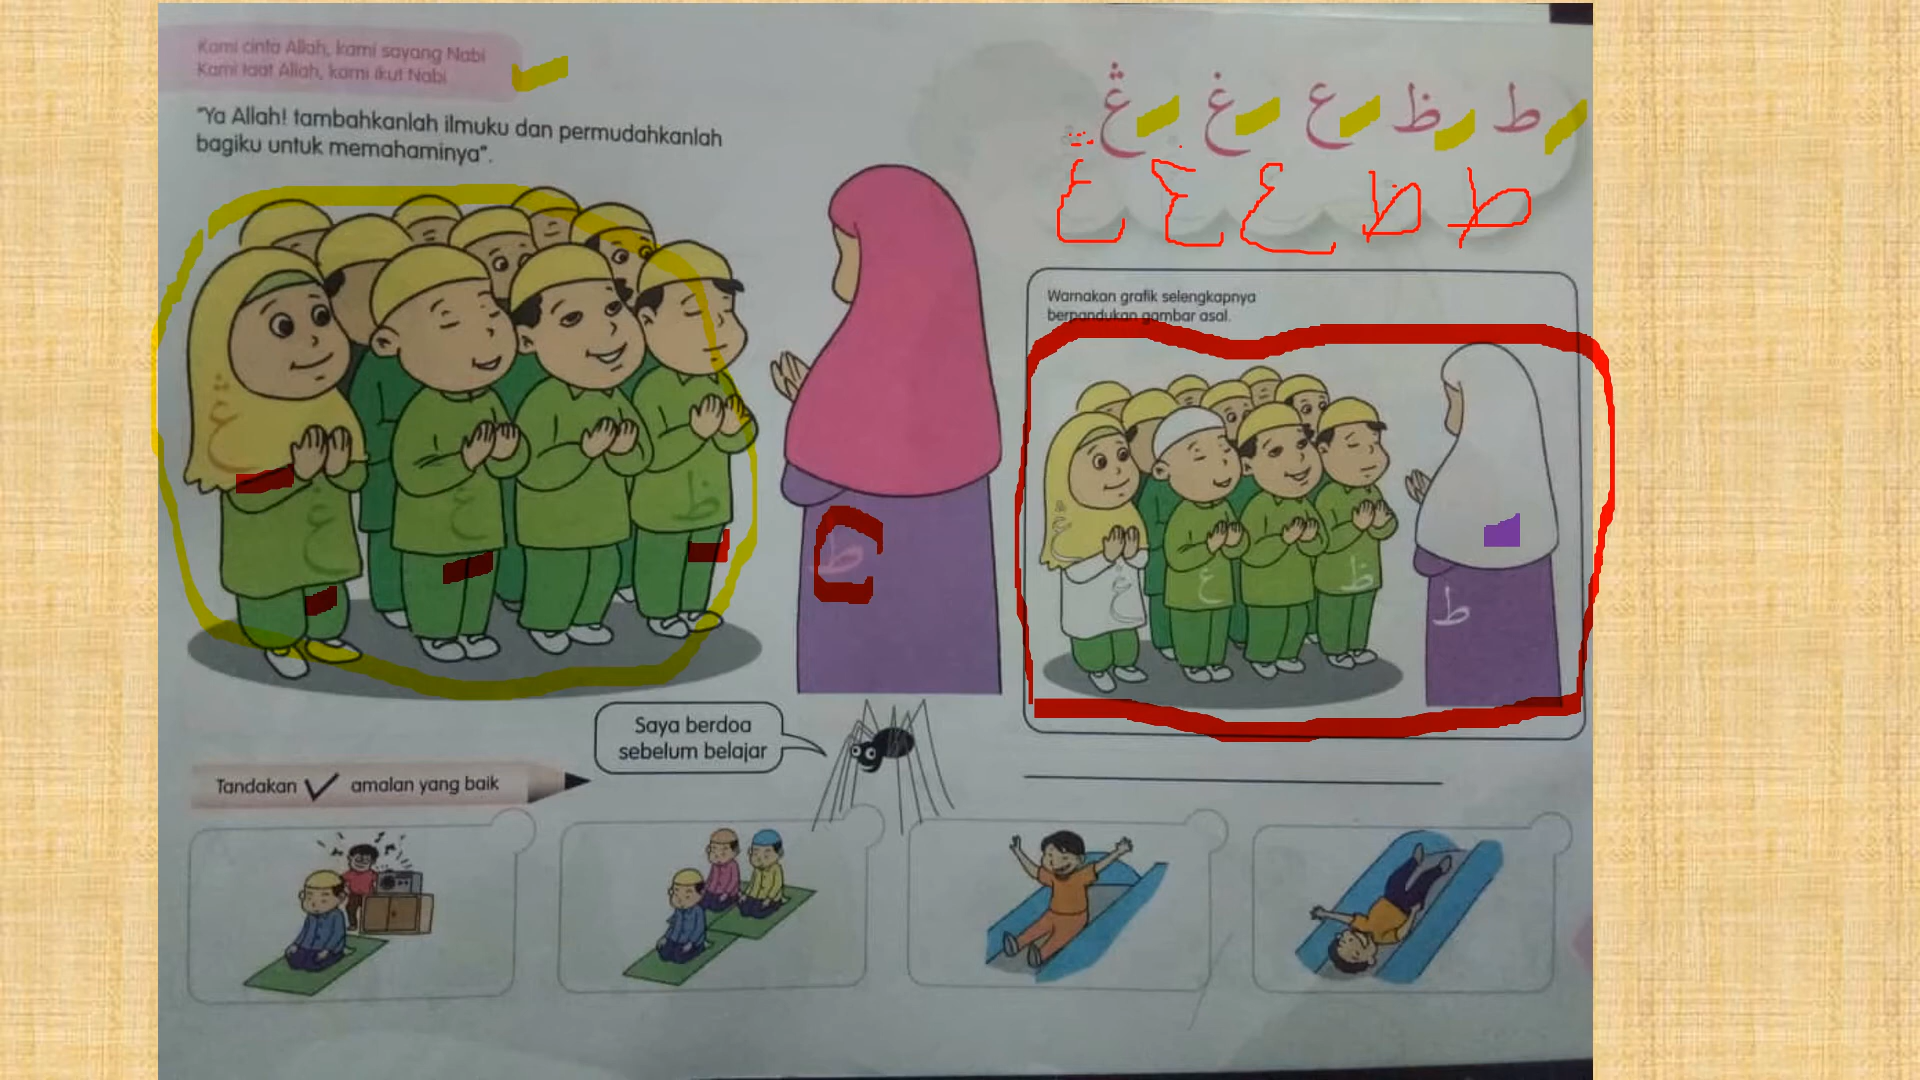 Kami cinta Allah, kami sayang Nabi
Kami taat Allah, kami ikut Nabi
"Ya Allah! tambahkanlah ilmuku dan permudahkanlah
bagiku untuk memahaminya".
ط ظ ع غ ڠ
ط ظ ع غ ڠ
Warnakan grafik selengkapnya
berpandukan gambar asal.
ڠ
غ
ع
ظ
ط
ڠ
غ
ع
ظ
ط
Saya berdoa
sebelum belajar
Tandakan ✓ amalan yang baik